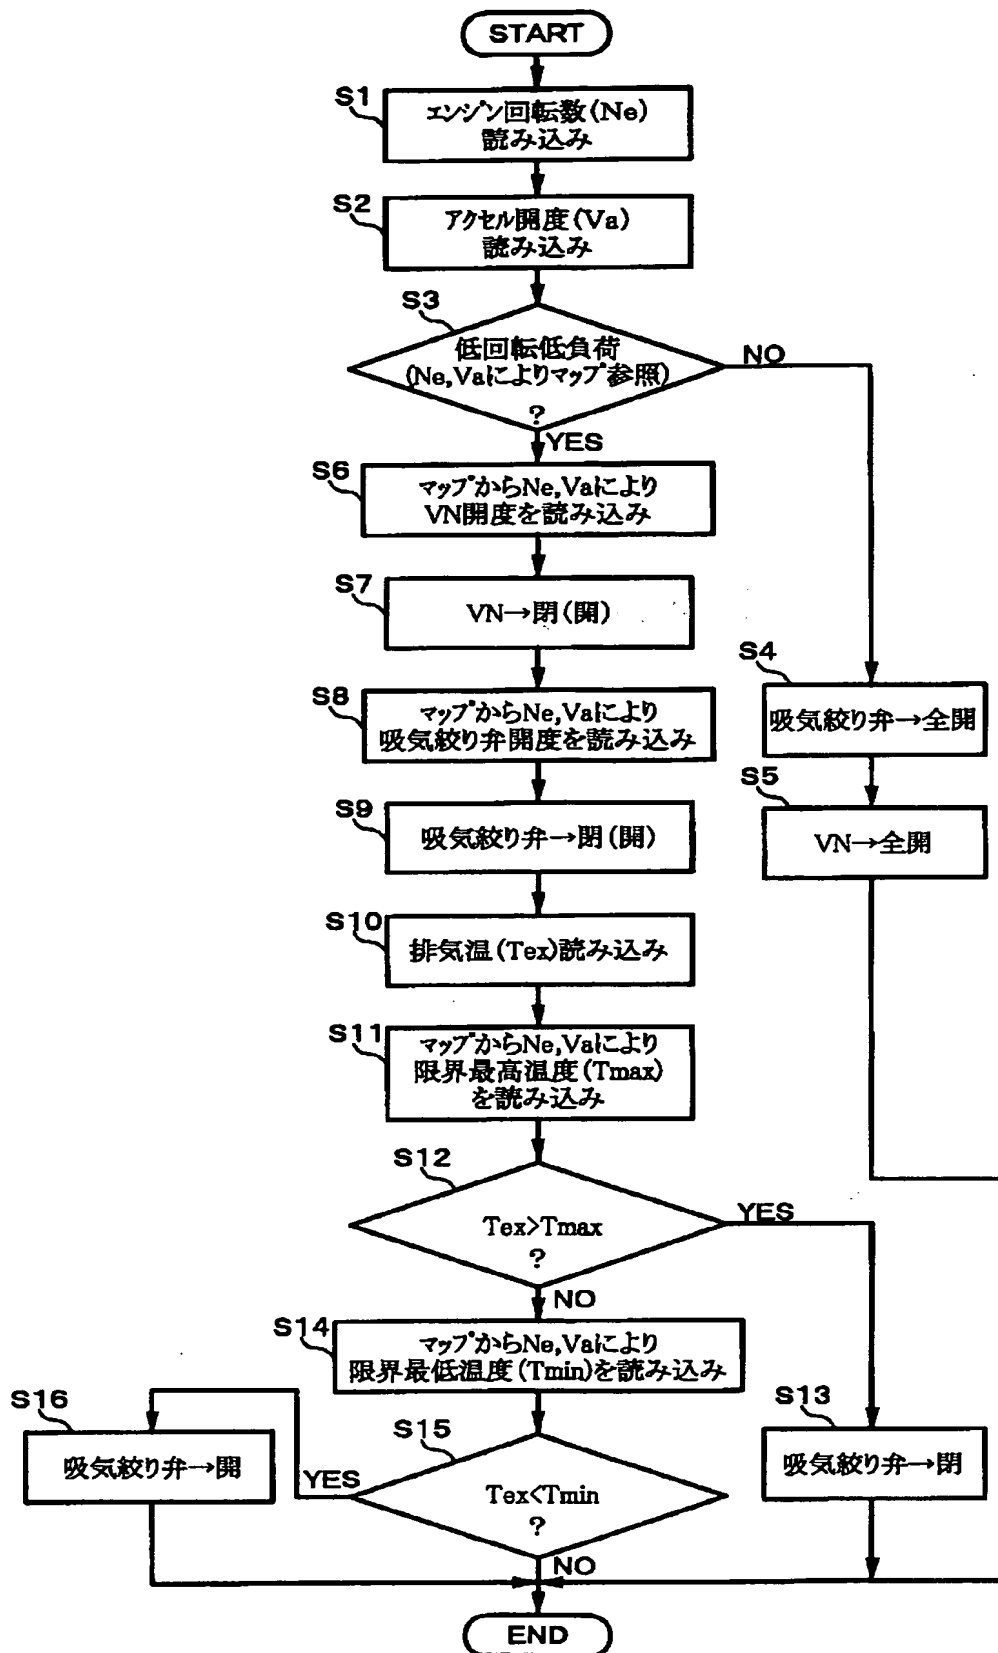 START
S1
エンジン回転数(Ne)
読み込み
S2
アクセル開度(Va)
読み込み
S3
低回転低負荷
(Ne,Vaによりマップ参照)
?
NO
YES
S6
マップからNe,Vaにより
VN開度を読み込み
S7
VN→閉(開)
S8
マップからNe,Vaにより
吸気絞り弁開度を読み込み
S9
吸気絞り弁→閉(開)
S4
吸気絞り弁→全開
S5
VN→全開
S10
排気温(Tex)読み込み
S11
マップからNe,Vaにより
限界最高温度(Tmax)
を読み込み
S12
Tex>Tmax
?
YES
NO
S14
マップからNe,Vaにより
限界最低温度(Tmin)を読み込み
S13
吸気絞り弁→閉
S15
Tex<Tmin
?
YES
NO
S16
吸気絞り弁→開
END